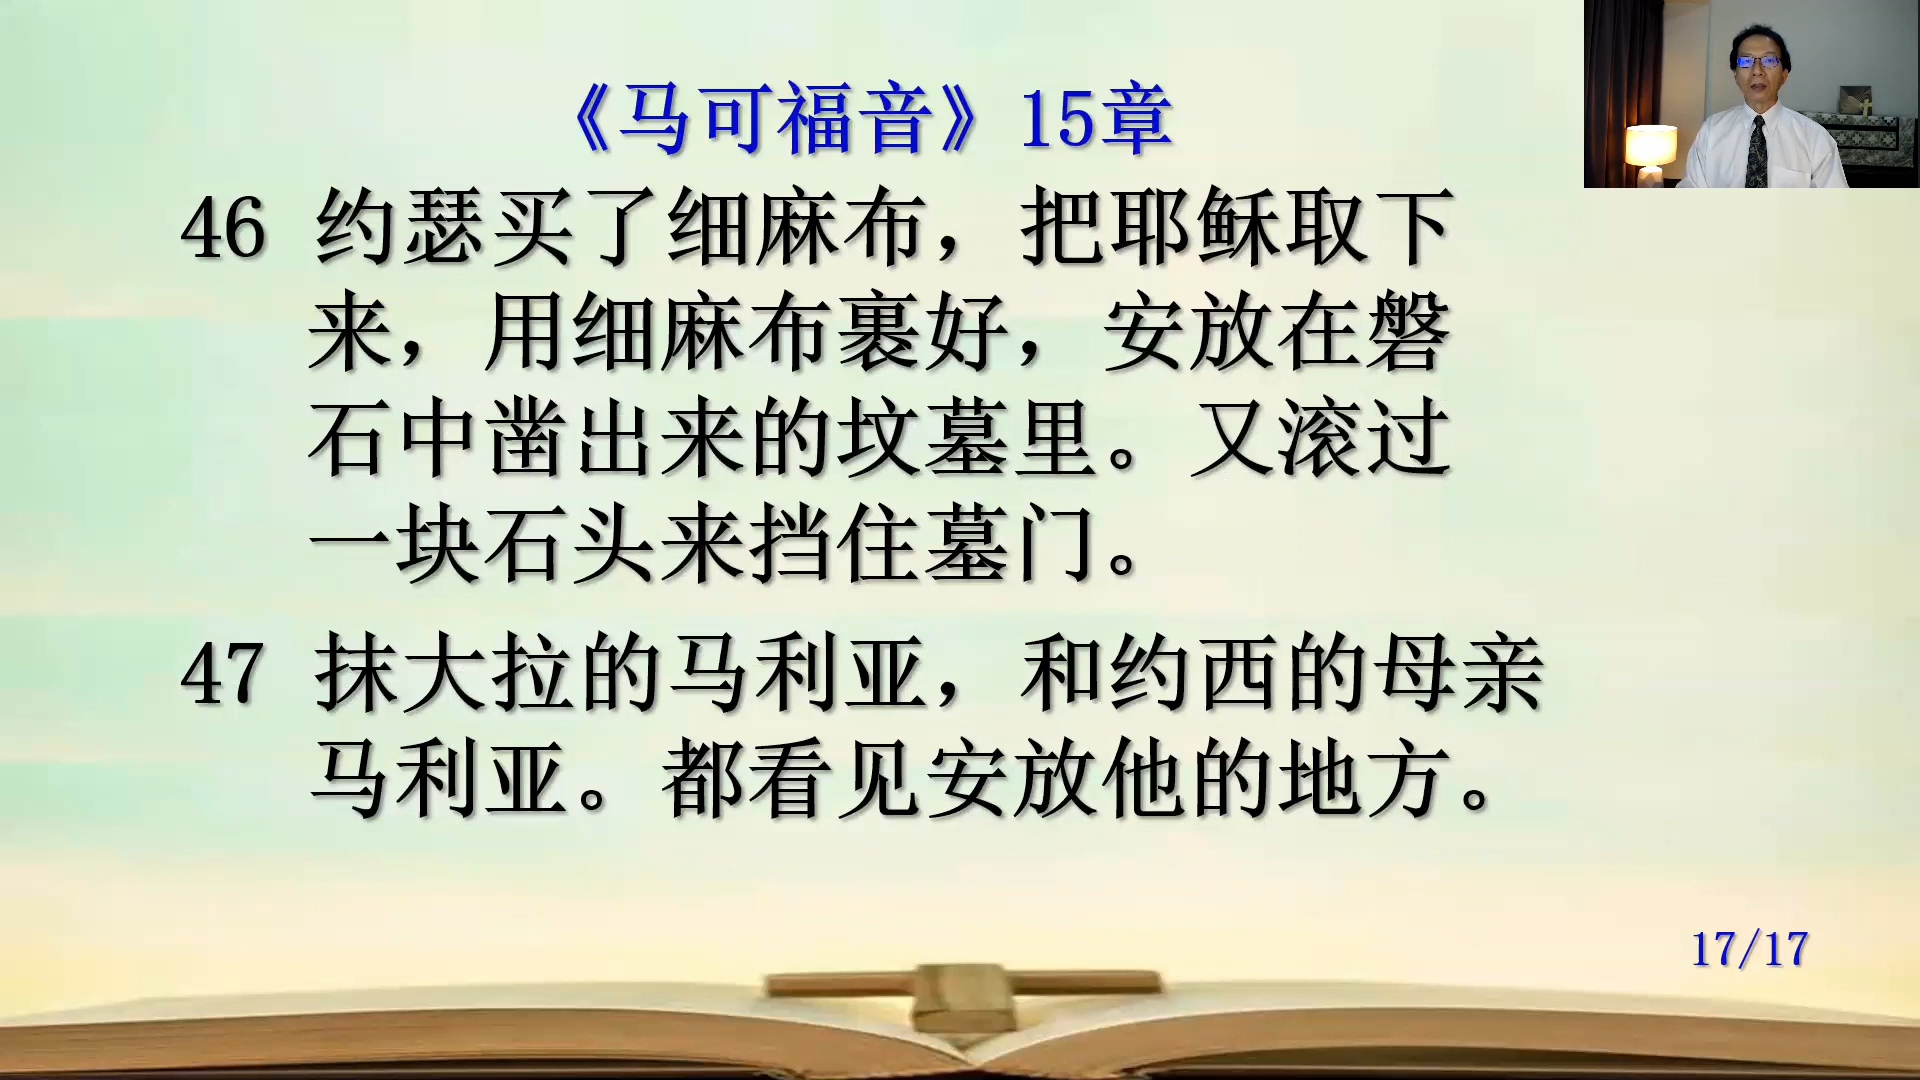 《马可福音》15章
46 约瑟买了细麻布，把耶稣取下
来，用细麻布裹好，安放在磐
石中凿出来的坟墓里。又滚过
一块石头来挡住墓门。
47 抹大拉的马利亚，和约西的母亲
马利亚。都看见安放他的地方。
17/17